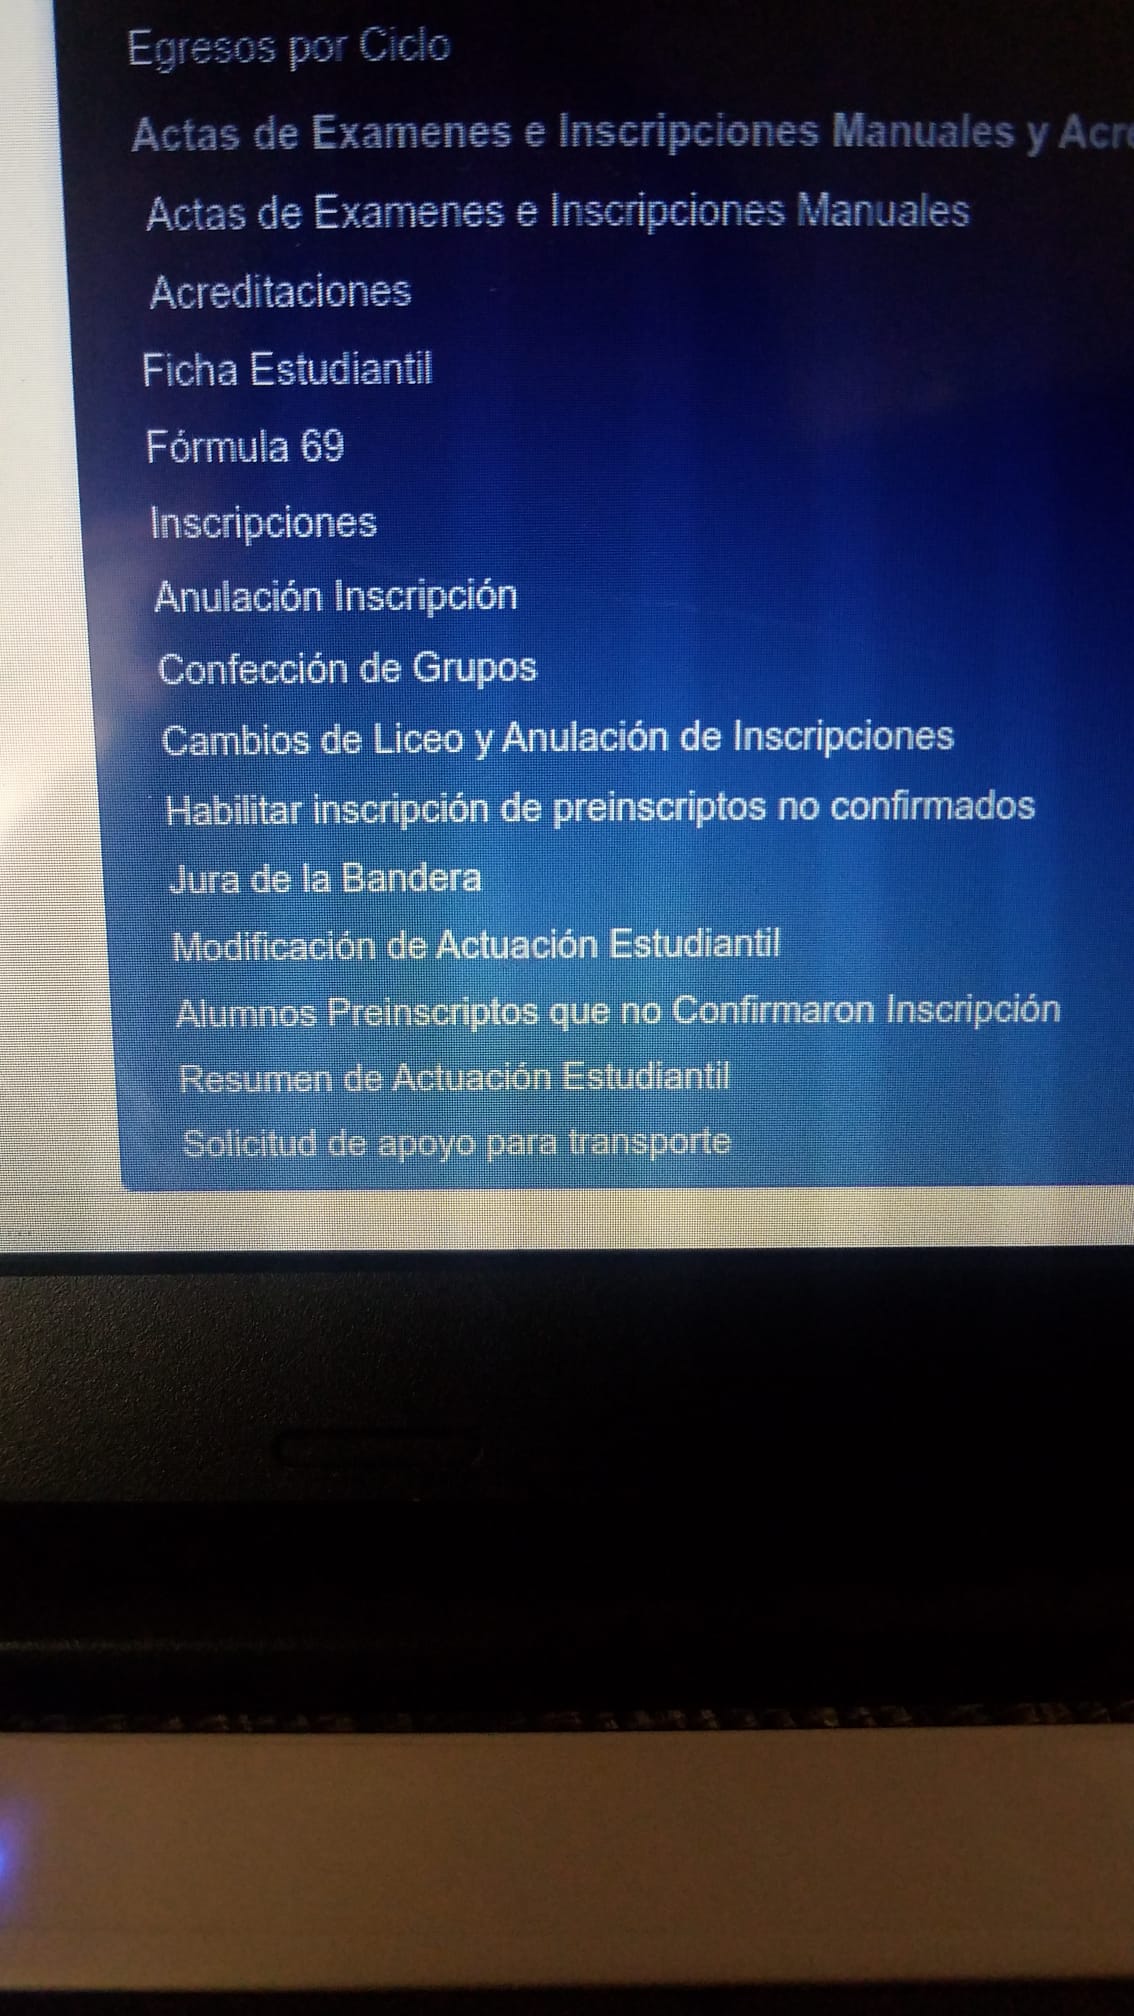 Egresos por Ciclo
Actas de Examenes e Inscripciones Manuales y
Actas de Examenes e Inscripciones Manuales
Acreditaciones
Ficha Estudiantil
Fórmula 69
Inscripciones
Anulación Inscripción
Confección de Grupos
Cambios de Liceo y Anulación de Inscripciones
Habilitar inscripción de preinscriptos no confirmados
Jura de la Bandera
Modificación de Actuación Estudiantil
Alumnos Preinscriptos que no Confirmaron Inscripción
Resumen de Actuación Estudiantil
Solicitud de apoyo para transporte